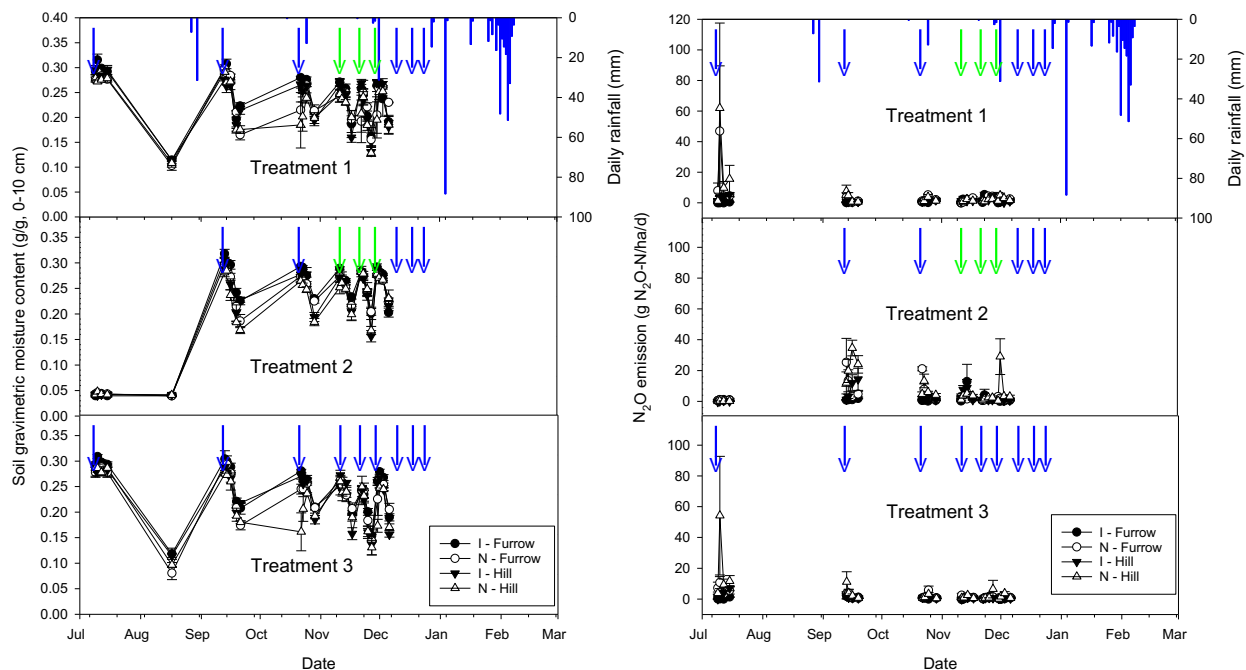 Soil gravimetric moisture content (g/g, 0-10 cm)
0.40
0.35
0.30
0.25
0.20
0.15
0.10
0.05
0.00
Treatment 1
0
20
40
60
80
100
Daily rainfall (mm)
0.35
0.30
0.25
0.20
0.15
0.10
0.05
0.00
Treatment 2
0.35
0.30
0.25
0.20
0.15
0.10
0.05
0.00
Treatment 3
I - Furrow
N - Furrow
I - Hill
N - Hill
Jul Aug Sep Oct Nov Dec Jan Feb Mar
Date
N₂O emission (g N₂O-N/ha/d)
120
100
80
60
40
20
0
Treatment 1
0
20
40
60
80
100
Daily rainfall (mm)
100
80
60
40
20
0
Treatment 2
100
80
60
40
20
0
Treatment 3
I - Furrow
N - Furrow
I - Hill
N - Hill
Jul Aug Sep Oct Nov Dec Jan Feb Mar
Date